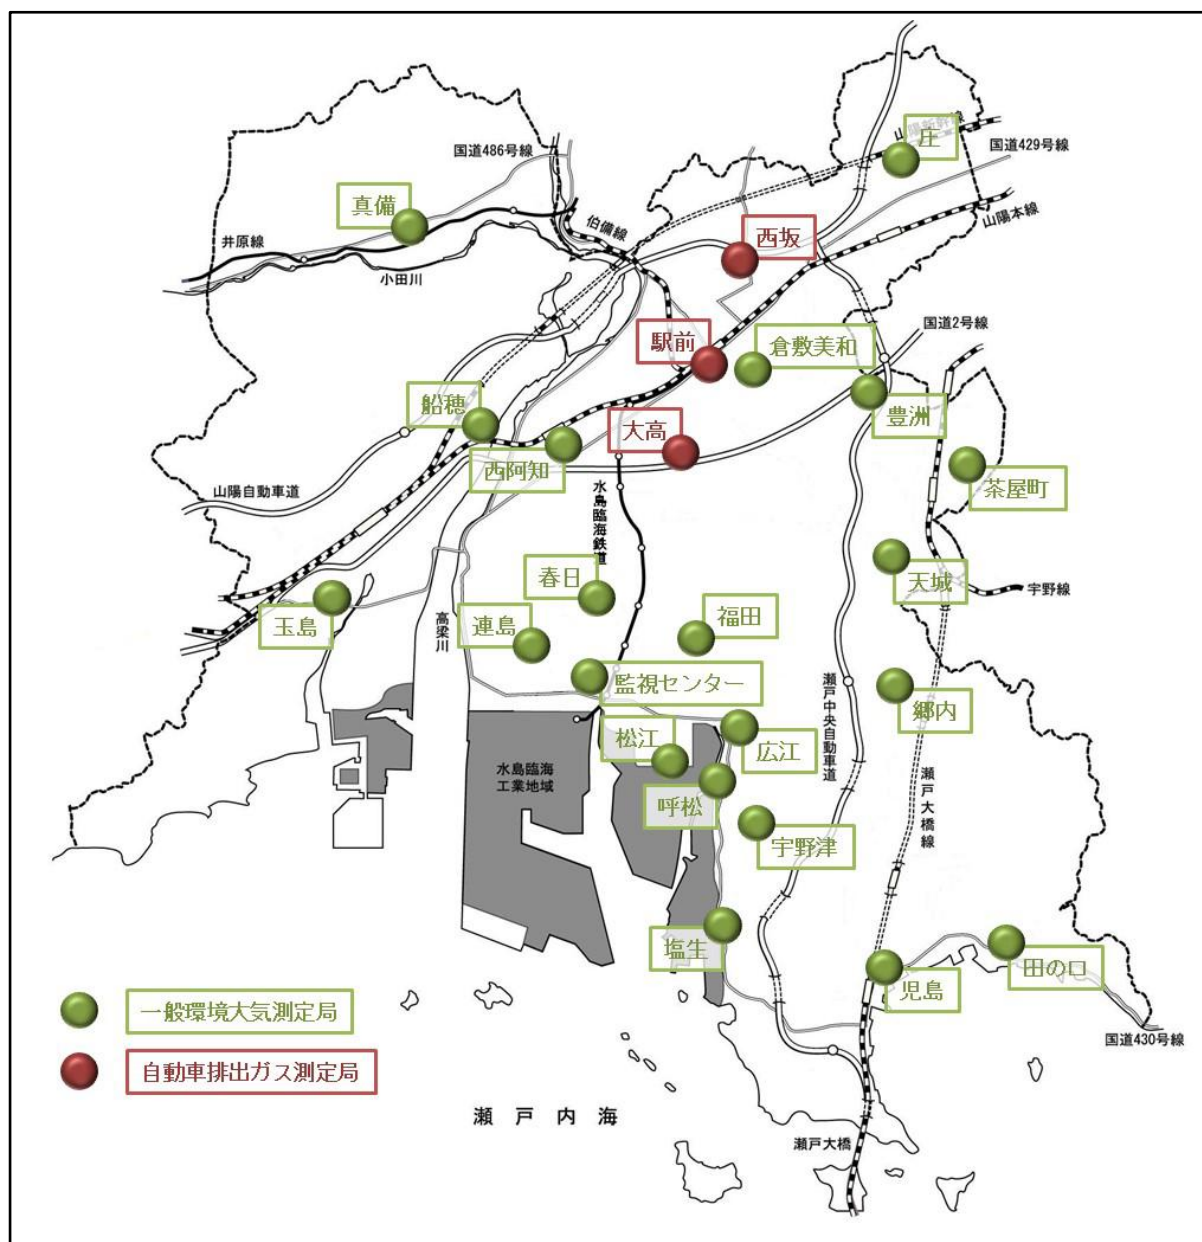 庄
山陽新幹線
国道486号線
国道429号線
真備
伯備線
西坂
山陽本線
井原線
小田川
駅前
倉敷美和
国道2号線
船穂
大高
豊洲
西阿知
山陽自動車道
水島臨海鉄道
茶屋町
春日
天城
宇野線
玉島
連島
高梁川
福田
監視センター
瀬戸中央自動車道
郷内
松江
広江
水島臨海
工業地域
呼松
瀬戸大橋線
宇野津
塩生
児島
田の口
一般環境大気測定局
国道430号線
自動車排出ガス測定局
瀬戸内海
瀬戸大橋